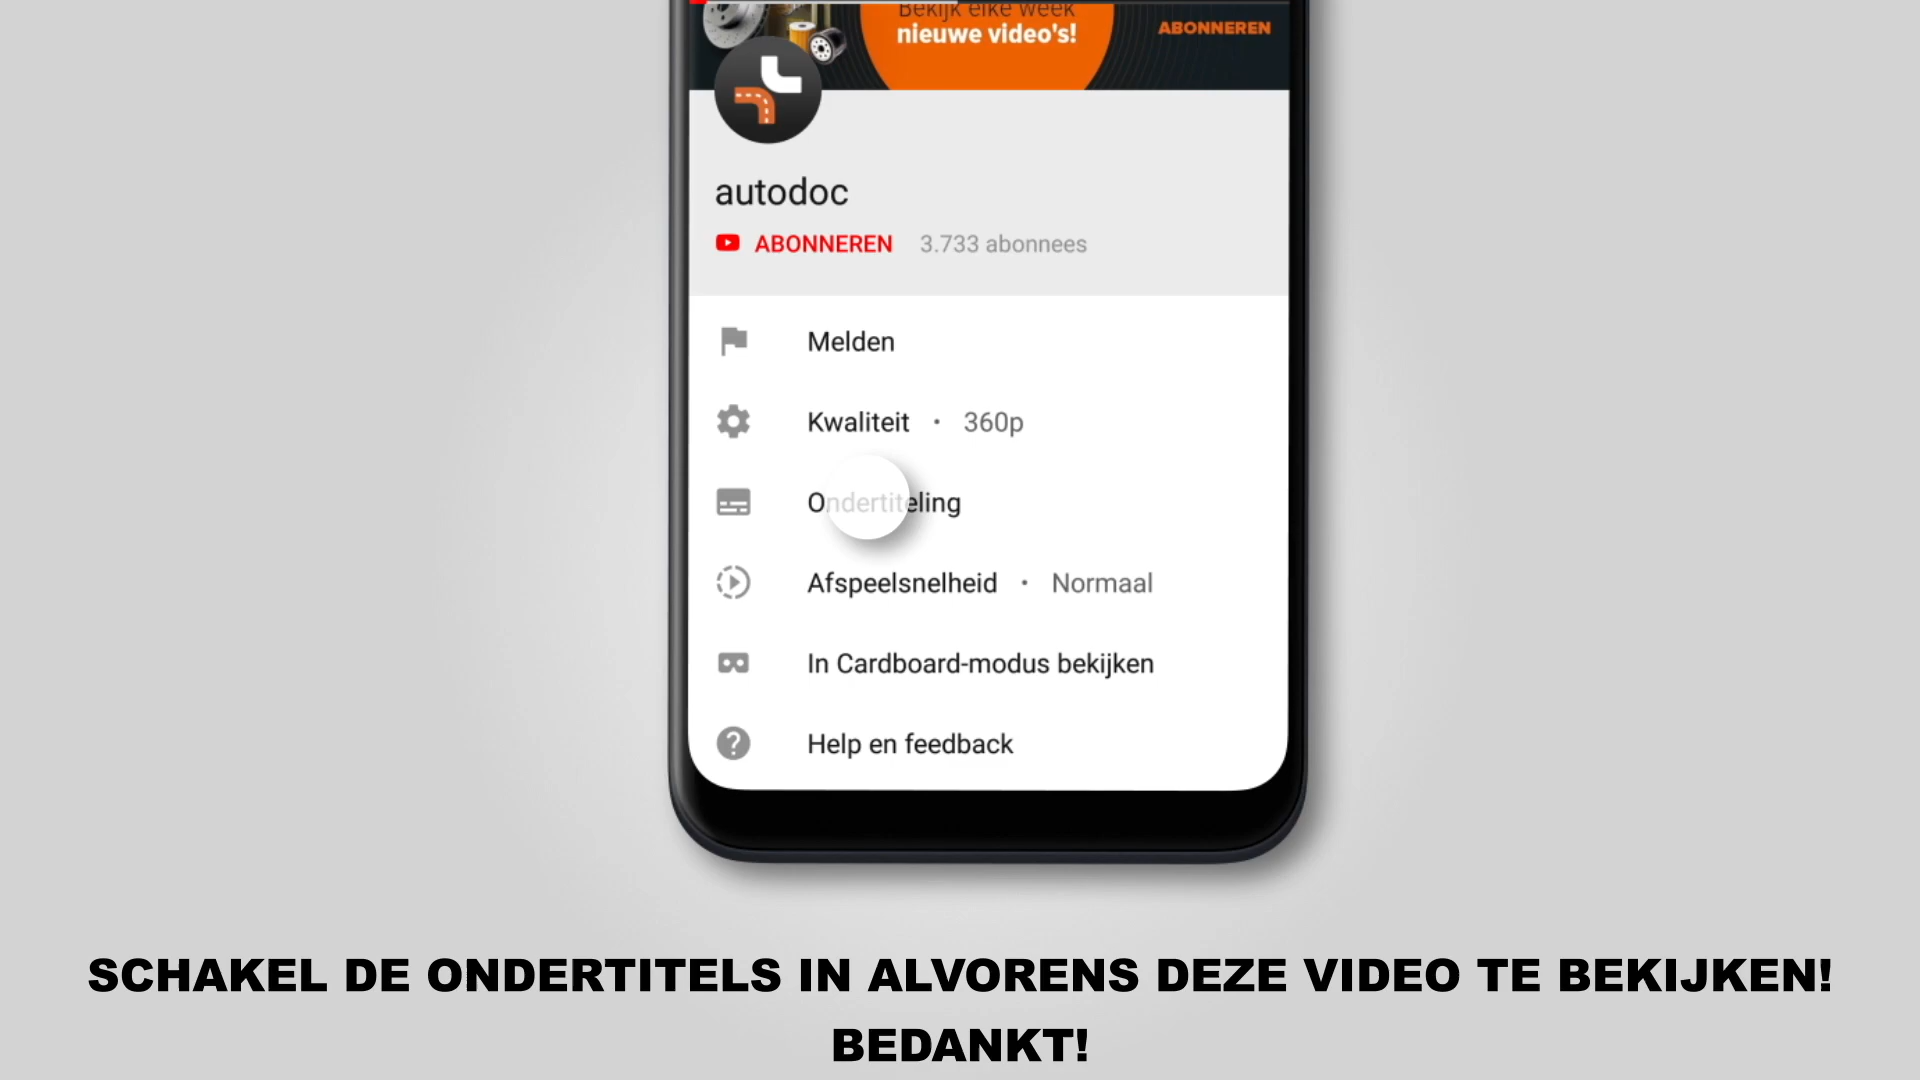 Bekijk elke week
nieuwe video's!
ABONNEREN
autodoc
ABONNEREN 3.733 abonnees
Melden
Kwaliteit • 360p
Ondertiteling
Afspeelsnelheid • Normaal
In Cardboard-modus bekijken
Help en feedback
SCHAKEL DE ONDERTITELS IN ALVORENS DEZE VIDEO TE BEKIJKEN!
BEDANKT!